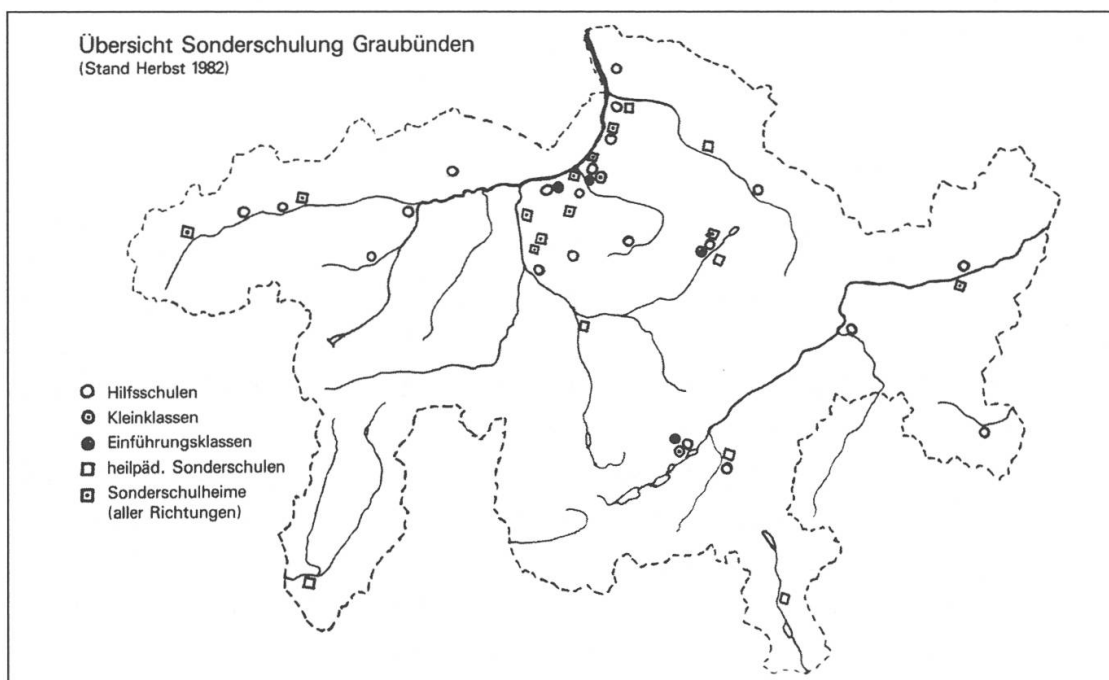 Übersicht Sonderschulung Graubünden
(Stand Herbst 1982)
Hilfsschulen
Kleinklassen
Einführungsklassen
heilpäd. Sonderschulen
Sonderschulheime
(aller Richtungen)